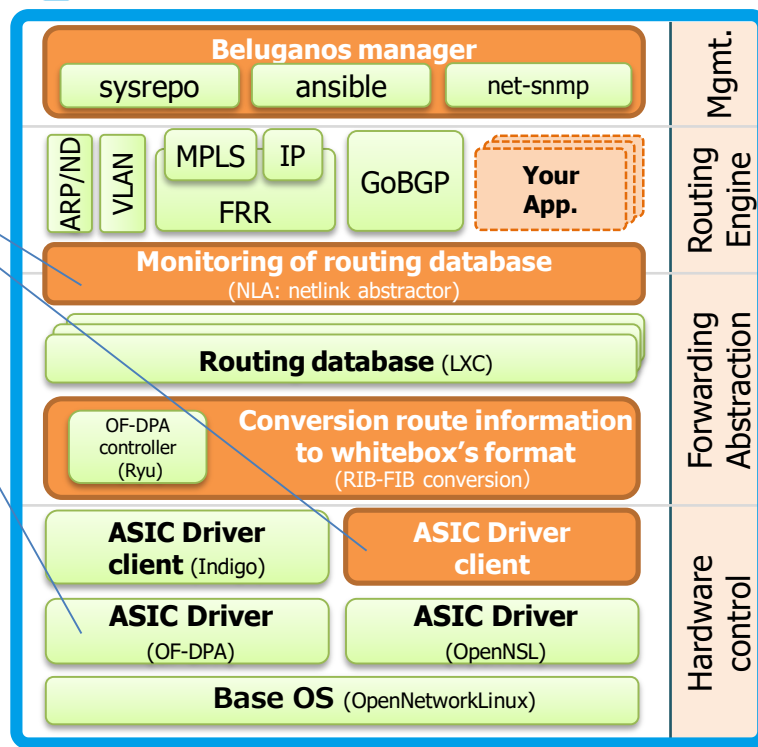 Beluganos manager
sysrepo
ansible
net-snmp
Mgmt.
ARP/ND
VLAN
MPLS
IP
FRR
GoBGP
Your
App.
Routing
Engine
Monitoring of routing database
(NLA: netlink abstractor)
Routing database (LXC)
OF-DPA
controller
(Ryu)
Conversion route information
to whitebox's format
(RIB-FIB conversion）
Forwarding
Abstraction
ASIC Driver
client (Indigo)
ASIC Driver
client
ASIC Driver
(OF-DPA)
ASIC Driver
(OpenNSL)
Base OS (OpenNetworkLinux)
Hardware
control